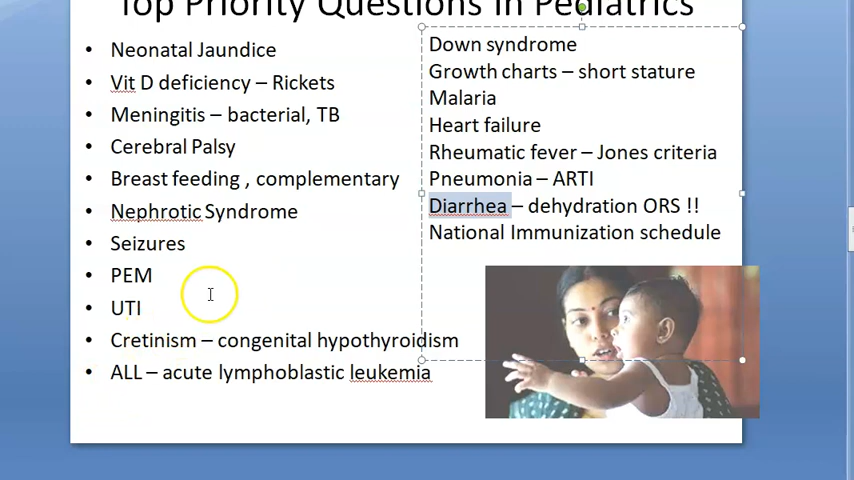 Top Priority Questions in Pediatrics
Neonatal Jaundice
Vit D deficiency – Rickets
Meningitis – bacterial, TB
Cerebral Palsy
Breast feeding , complementary
Nephrotic Syndrome
Seizures
PEM
UTI
Cretinism – congenital hypothyroidism
ALL – acute lymphoblastic leukemia
Down syndrome
Growth charts – short stature
Malaria
Heart failure
Rheumatic fever – Jones criteria
Pneumonia – ARTI
Diarrhea – dehydration ORS !!
National Immunization schedule